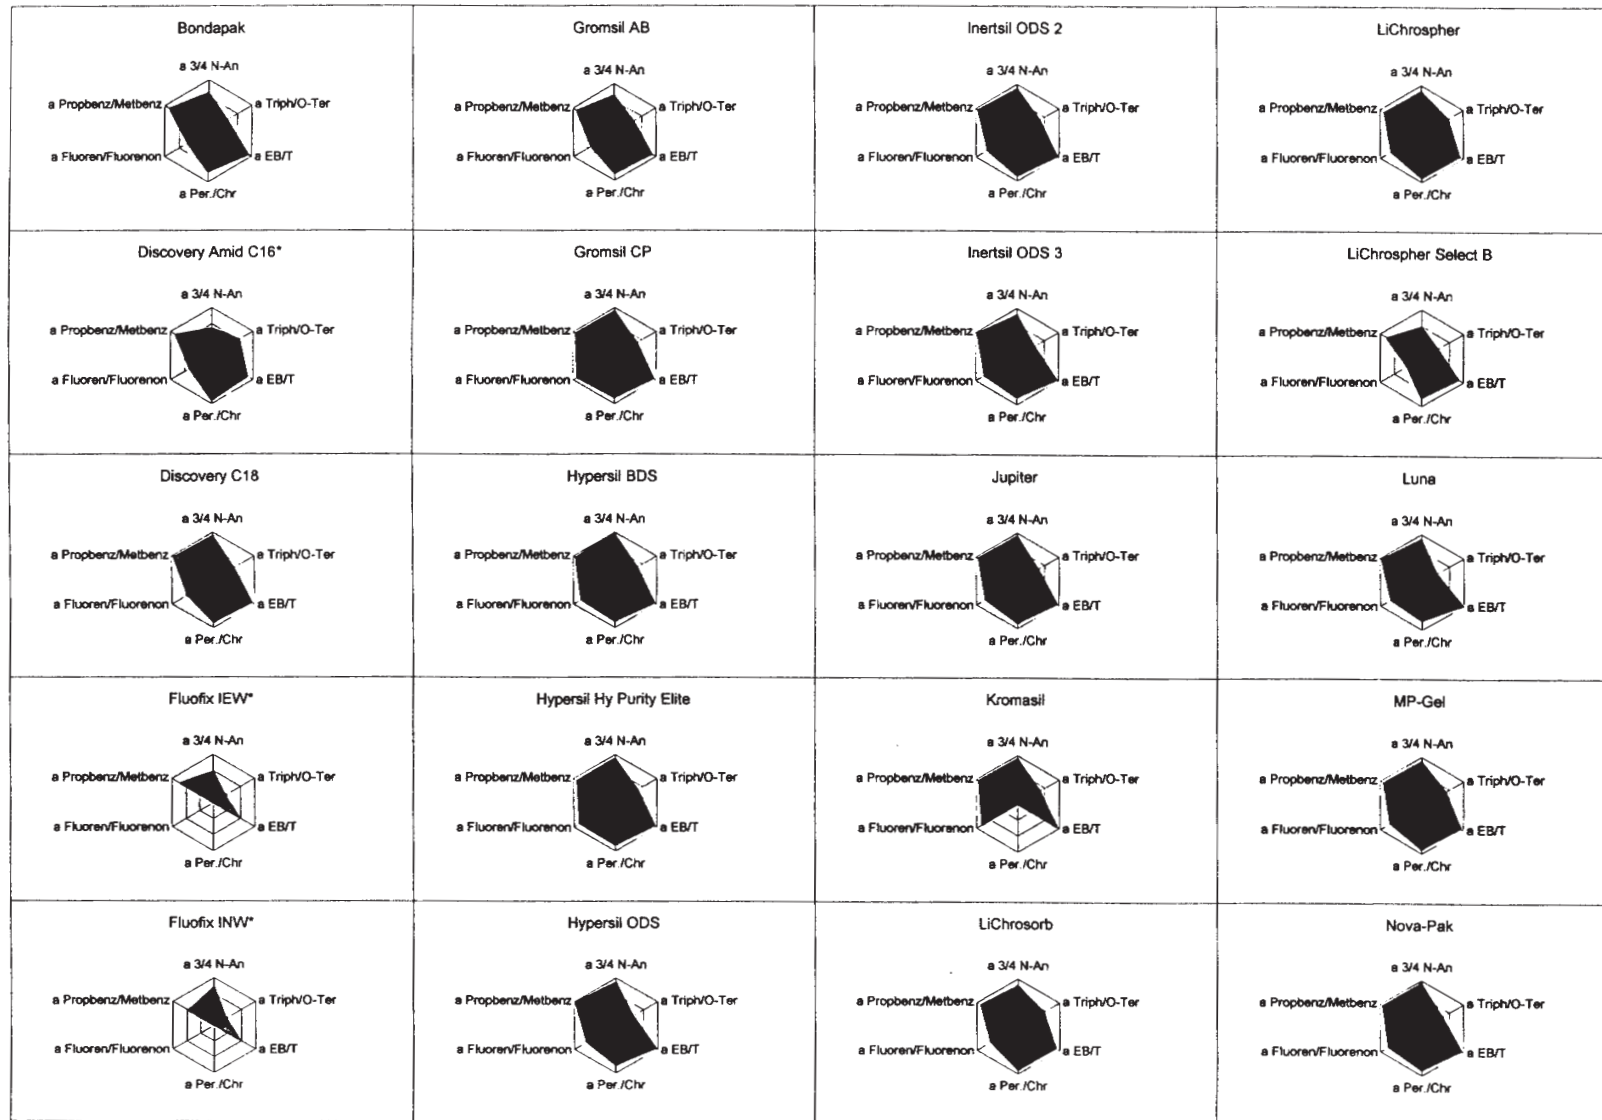 Bondapak
a 3/4 N-An
a Propbenz/Metbenz
a Triph/O-Ter
a Fluoren/Fluorenon
a EB/T
a Per./Chr
Gromsil AB
a 3/4 N-An
a Propbenz/Metbenz
a Triph/O-Ter
a Fluoren/Fluorenon
a EB/T
a Per./Chr
Inertsil ODS 2
a 3/4 N-An
a Propbenz/Metbenz
a Triph/O-Ter
a Fluoren/Fluorenon
a EB/T
a Per./Chr
LiChrospher
a 3/4 N-An
a Propbenz/Metbenz
a Triph/O-Ter
a Fluoren/Fluorenon
a EB/T
a Per./Chr
Discovery Amid C16*
a 3/4 N-An
a Propbenz/Metbenz
a Triph/O-Ter
a Fluoren/Fluorenon
a EB/T
a Per./Chr
Gromsil CP
a 3/4 N-An
a Propbenz/Metbenz
a Triph/O-Ter
a Fluoren/Fluorenon
a EB/T
a Per./Chr
Inertsil ODS 3
a 3/4 N-An
a Propbenz/Metbenz
a Triph/O-Ter
a Fluoren/Fluorenon
a EB/T
a Per./Chr
LiChrospher Select B
a 3/4 N-An
a Propbenz/Metbenz
a Triph/O-Ter
a Fluoren/Fluorenon
a EB/T
a Per./Chr
Discovery C18
a 3/4 N-An
a Propbenz/Metbenz
a Triph/O-Ter
a Fluoren/Fluorenon
a EB/T
a Per./Chr
Hypersil BDS
a 3/4 N-An
a Propbenz/Metbenz
a Triph/O-Ter
a Fluoren/Fluorenon
a EB/T
a Per./Chr
Jupiter
a 3/4 N-An
a Propbenz/Metbenz
a Triph/O-Ter
a Fluoren/Fluorenon
a EB/T
a Per./Chr
Luna
a 3/4 N-An
a Propbenz/Metbenz
a Triph/O-Ter
a Fluoren/Fluorenon
a EB/T
a Per./Chr
Fluofix IEW*
a 3/4 N-An
a Propbenz/Metbenz
a Triph/O-Ter
a Fluoren/Fluorenon
a EB/T
a Per./Chr
Hypersil Hy Purity Elite
a 3/4 N-An
a Propbenz/Metbenz
a Triph/O-Ter
a Fluoren/Fluorenon
a EB/T
a Per./Chr
Kromasil
a 3/4 N-An
a Propbenz/Metbenz
a Triph/O-Ter
a Fluoren/Fluorenon
a EB/T
a Per./Chr
MP-Gel
a 3/4 N-An
a Propbenz/Metbenz
a Triph/O-Ter
a Fluoren/Fluorenon
a EB/T
a Per./Chr
Fluofix INW*
a 3/4 N-An
a Propbenz/Metbenz
a Triph/O-Ter
a Fluoren/Fluorenon
a EB/T
a Per./Chr
Hypersil ODS
a 3/4 N-An
a Propbenz/Metbenz
a Triph/O-Ter
a Fluoren/Fluorenon
a EB/T
a Per./Chr
LiChrosorb
a 3/4 N-An
a Propbenz/Metbenz
a Triph/O-Ter
a Fluoren/Fluorenon
a EB/T
a Per./Chr
Nova-Pak
a 3/4 N-An
a Propbenz/Metbenz
a Triph/O-Ter
a Fluoren/Fluorenon
a EB/T
a Per./Chr